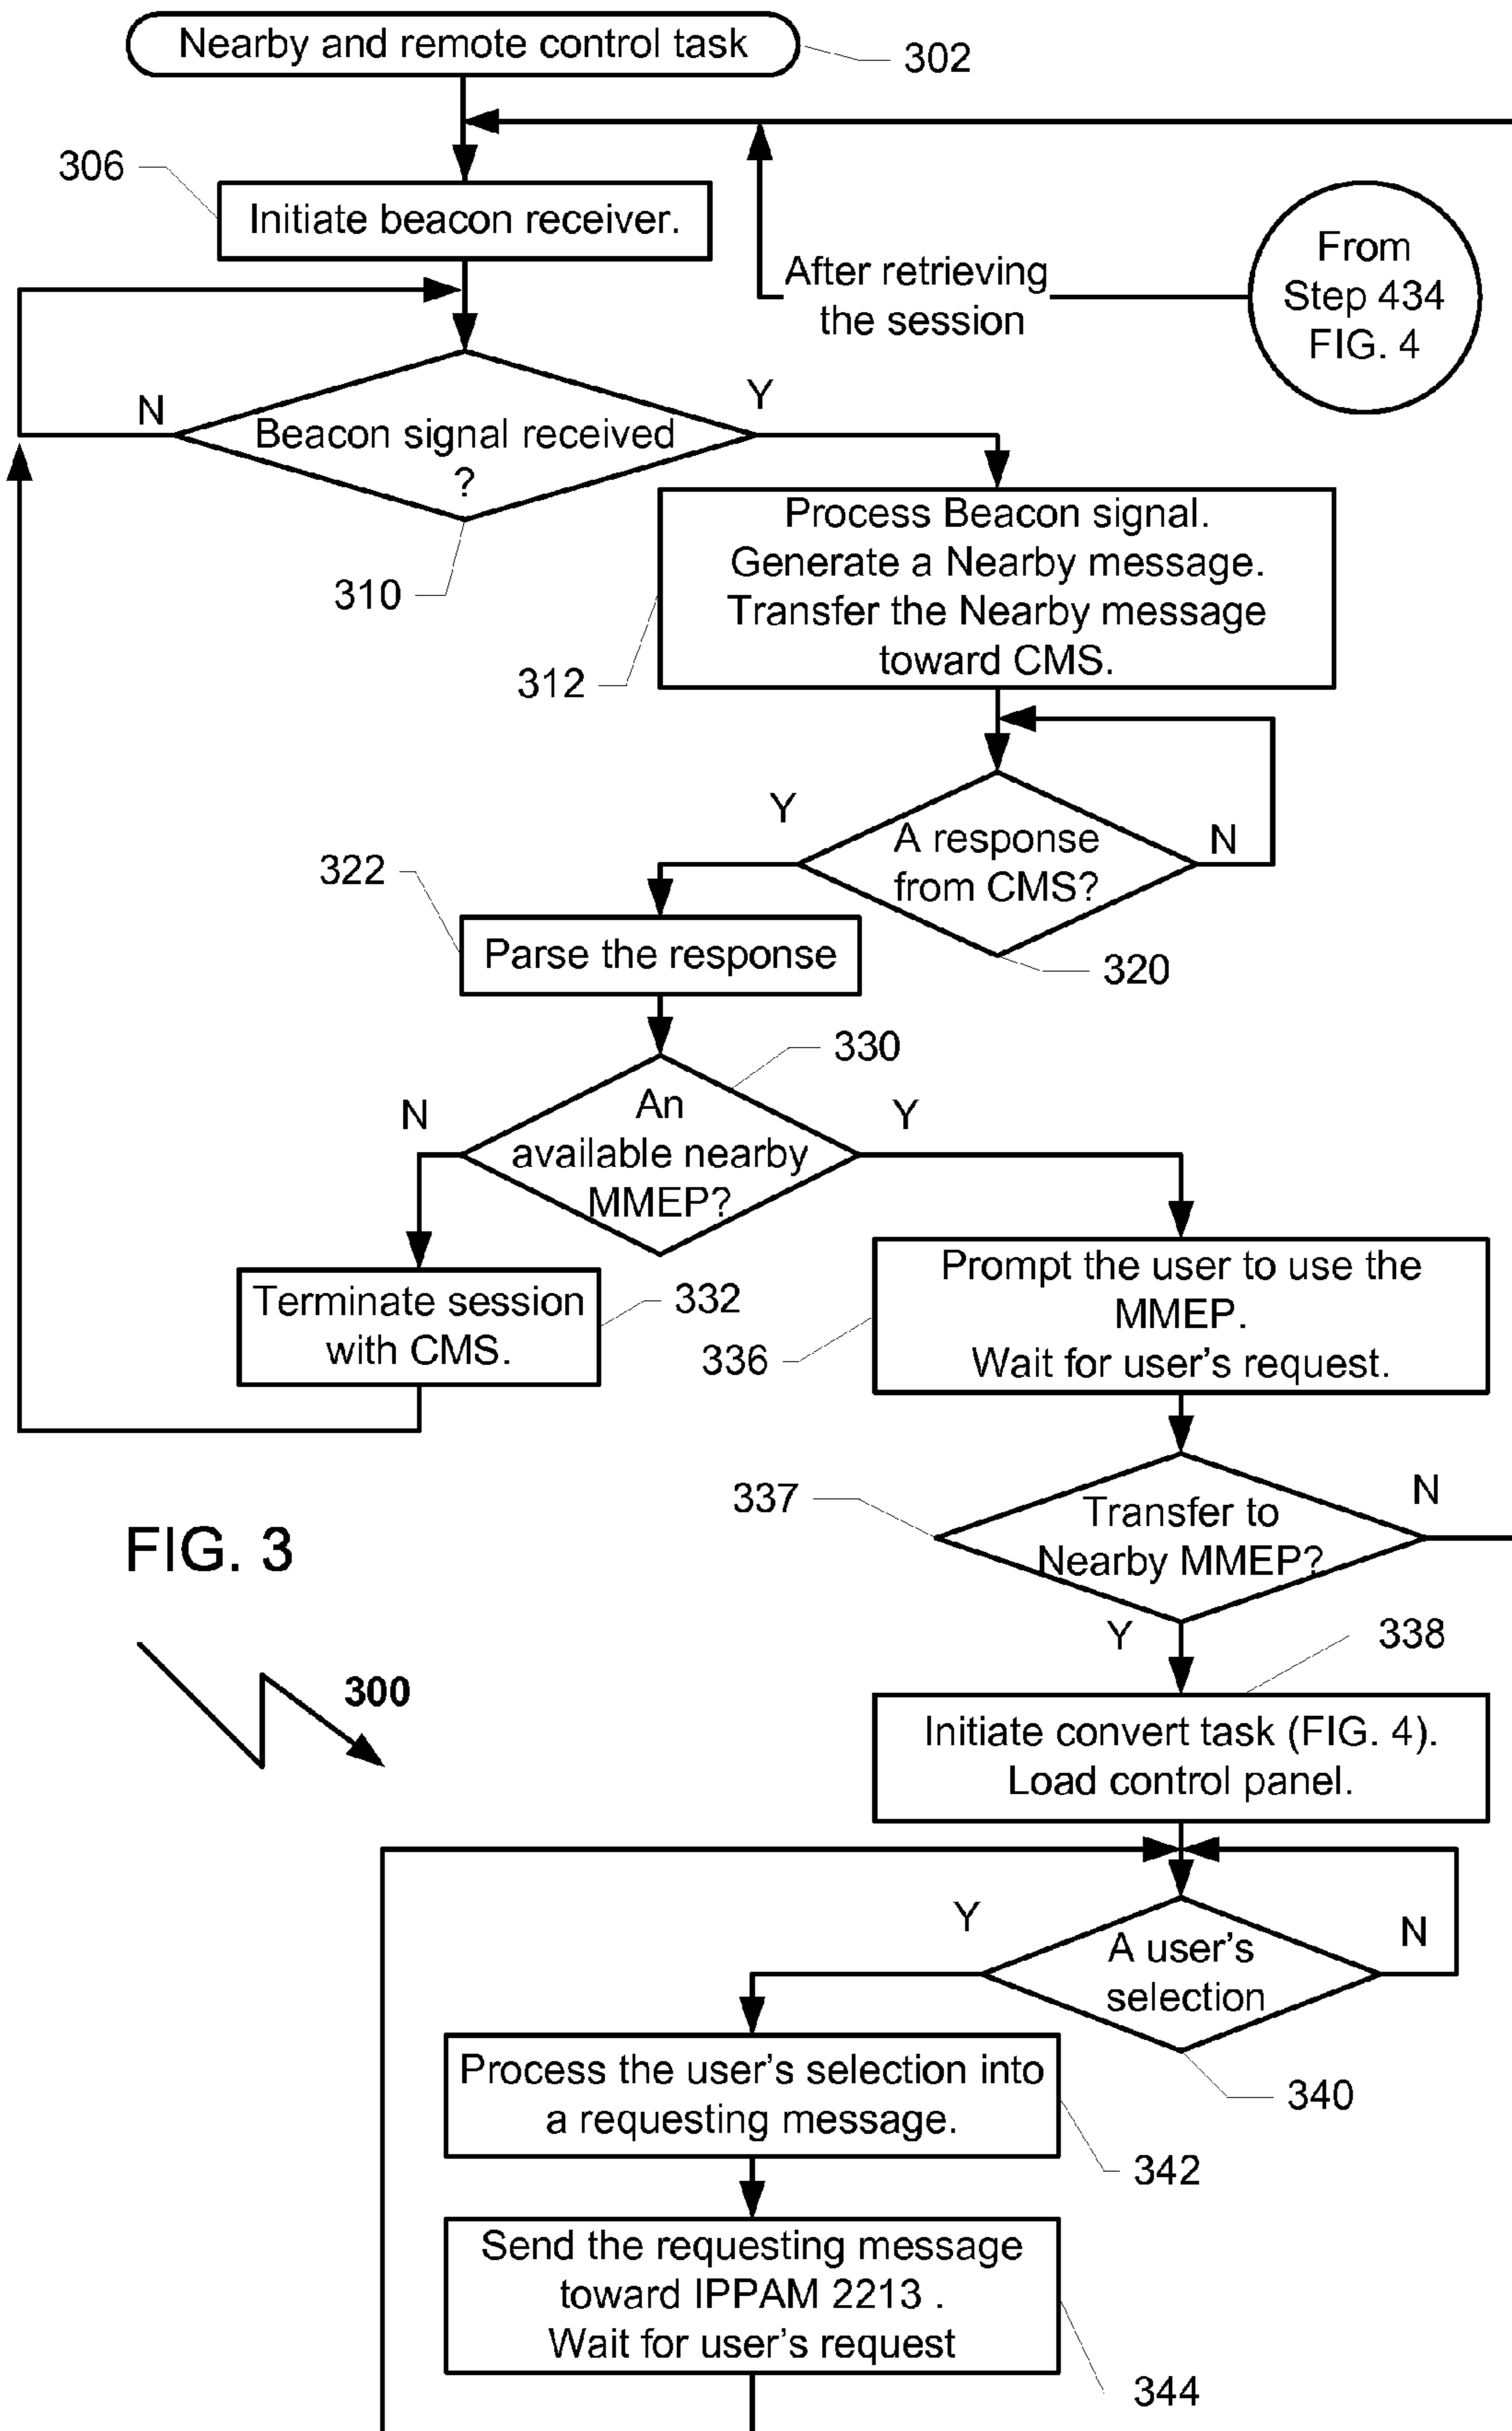 Nearby and remote control task
302
306
Initiate beacon receiver.
After retrieving
the session
From
Step 434
FIG. 4
N
Y
Beacon signal received
?
310
Process Beacon signal.
Generate a Nearby message.
Transfer the Nearby message
toward CMS.
312
Y
A response
from CMS?
N
322
Parse the response
320
330
N
An
available nearby
MMEP?
Y
Terminate session
with CMS.
332
Prompt the user to use the
MMEP.
Wait for user's request.
336
337
Transfer to
Nearby MMEP?
N
FIG. 3
Y
338
300
Initiate convert task (FIG. 4).
Load control panel.
Y
A user's
selection
N
340
Process the user's selection into
a requesting message.
342
Send the requesting message
toward IPPAM 2213 .
Wait for user's request
344